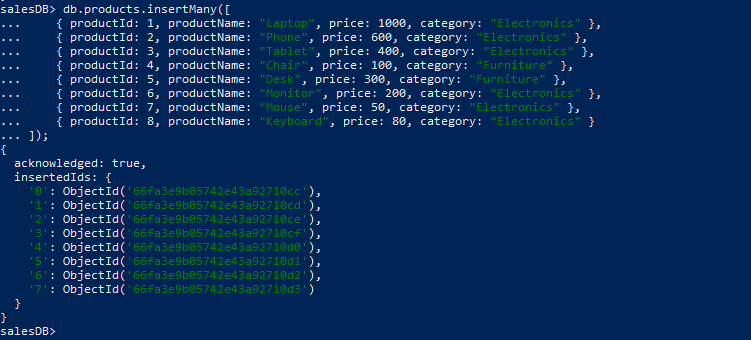 salesDB> db.products.insertMany([
...     { productId: 1, productName: "Laptop", price: 1000, category: "Electronics" },
...     { productId: 2, productName: "Phone", price: 600, category: "Electronics" },
...     { productId: 3, productName: "Tablet", price: 400, category: "Electronics" },
...     { productId: 4, productName: "Chair", price: 100, category: "Furniture" },
...     { productId: 5, productName: "Desk", price: 300, category: "Furniture" },
...     { productId: 6, productName: "Monitor", price: 200, category: "Electronics" },
...     { productId: 7, productName: "Mouse", price: 50, category: "Electronics" },
...     { productId: 8, productName: "Keyboard", price: 80, category: "Electronics" }
... ]);
{
  acknowledged: true,
  insertedIds: {
    '0': ObjectId('66fa3e9b05742e43a92710cc'),
    '1': ObjectId('66fa3e9b05742e43a92710cd'),
    '2': ObjectId('66fa3e9b05742e43a92710ce'),
    '3': ObjectId('66fa3e9b05742e43a92710cf'),
    '4': ObjectId('66fa3e9b05742e43a92710d0'),
    '5': ObjectId('66fa3e9b05742e43a92710d1'),
    '6': ObjectId('66fa3e9b05742e43a92710d2'),
    '7': ObjectId('66fa3e9b05742e43a92710d3')
  }
}
salesDB>